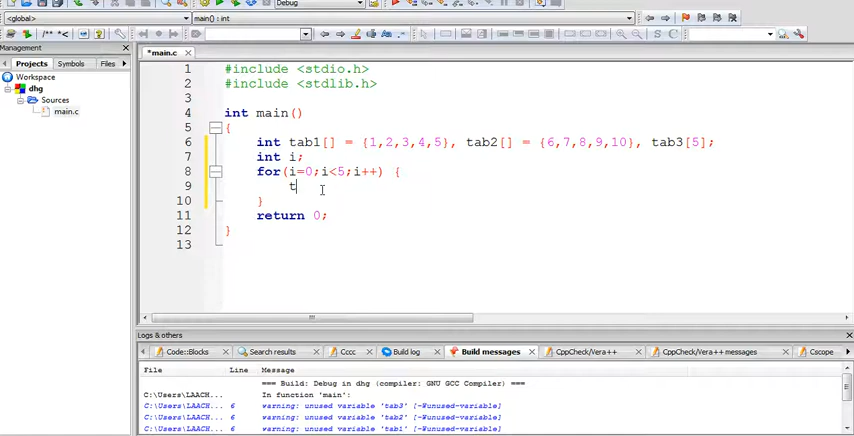 <global>
main() : int
Debug
Management
Projects
Symbols
Files
Workspace
dhg
Sources
main.c
*main.c
1 #include <stdio.h>
2 #include <stdlib.h>
3
4 int main()
5 {
6 int tab1[] = {1,2,3,4,5}, tab2[] = {6,7,8,9,10}, tab3[5];
7 int i;
8 for(i=0;i<5;i++) {
9 t
10 }
11 return 0;
12 }
13
Logs & others
Code::Blocks
Search results
Cccc
Build log
Build messages
CppCheck/Vera++
CppCheck/Vera++ messages
Cscope
File Line Message
=== Build: Debug in dhg (compiler: GNU GCC Compiler) ===
C:\Users\LAACH... In function 'main':
C:\Users\LAACH... 6 warning: unused variable 'tab3' [-Wunused-variable]
C:\Users\LAACH... 6 warning: unused variable 'tab2' [-Wunused-variable]
C:\Users\LAACH... 6 warning: unused variable 'tab1' [-Wunused-variable]